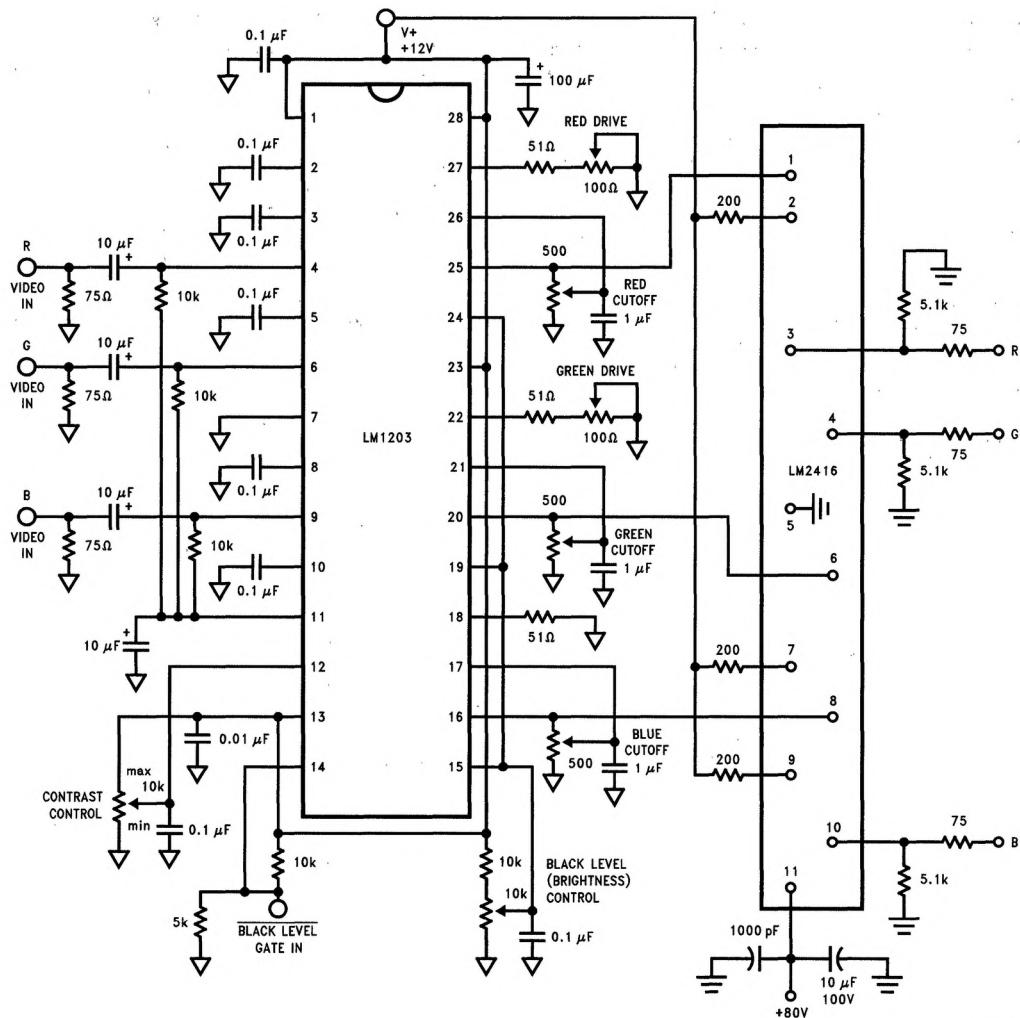 0.1 μF
V+
+12V
100 μF
+
1
28
RED DRIVE
51Ω
100Ω
0.1 μF
2
27
3
26
0.1 μF
R
VIDEO
IN
10 μF
+
75Ω
10k
4
25
500
RED
CUTOFF
1 μF
0.1 μF
5
24
G
VIDEO
IN
10 μF
+
75Ω
10k
6
23
GREEN DRIVE
51Ω
100Ω
7
22
LM1203
8
21
0.1 μF
B
VIDEO
IN
10 μF
+
75Ω
10k
9
20
500
GREEN
CUTOFF
1 μF
10
19
0.1 μF
11
18
51Ω
10 μF
+
12
17
13
16
0.01 μF
BLUE
CUTOFF
500
1 μF
14
15
CONTRAST
CONTROL
max
10k
min
0.1 μF
10k
5k
BLACK LEVEL
GATE IN
10k
10k
BLACK LEVEL
(BRIGHTNESS)
CONTROL
0.1 μF
1
200
2
5.1k
3
75
R
4
75
G
5.1k
LM2416
5
6
200
7
8
200
9
10
75
B
5.1k
11
1000 pF
10 μF
100V
+80V